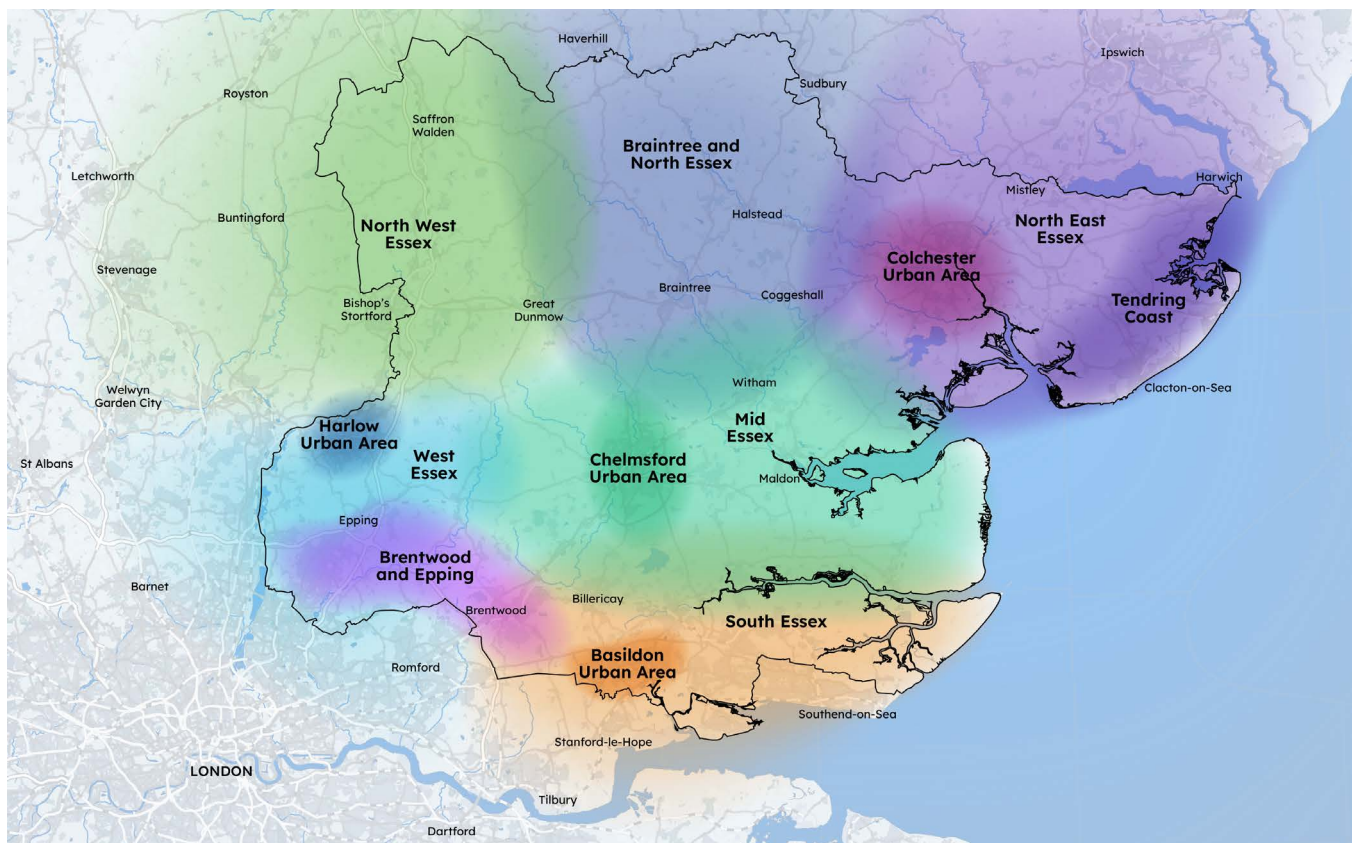 Haverhill
Ipswich
Royston
Sudbury
Saffron
Walden
Braintree and
North Essex
Letchworth
Harwich
Mistley
Buntingford
Halstead
North East
Essex
North West
Essex
Colchester
Urban Area
Stevenage
Braintree
Coggeshall
Tendring
Coast
Bishop's
Stortford
Great
Dunmow
Welwyn
Garden City
Witham
Clacton-on-Sea
Harlow
Urban Area
Mid
Essex
St Albans
West
Essex
Chelmsford
Urban Area
Maldon
Epping
Brentwood
and Epping
Barnet
Billericay
Brentwood
South Essex
Romford
Basildon
Urban Area
Southend-on-Sea
Stanford-le-Hope
LONDON
Tilbury
Dartford